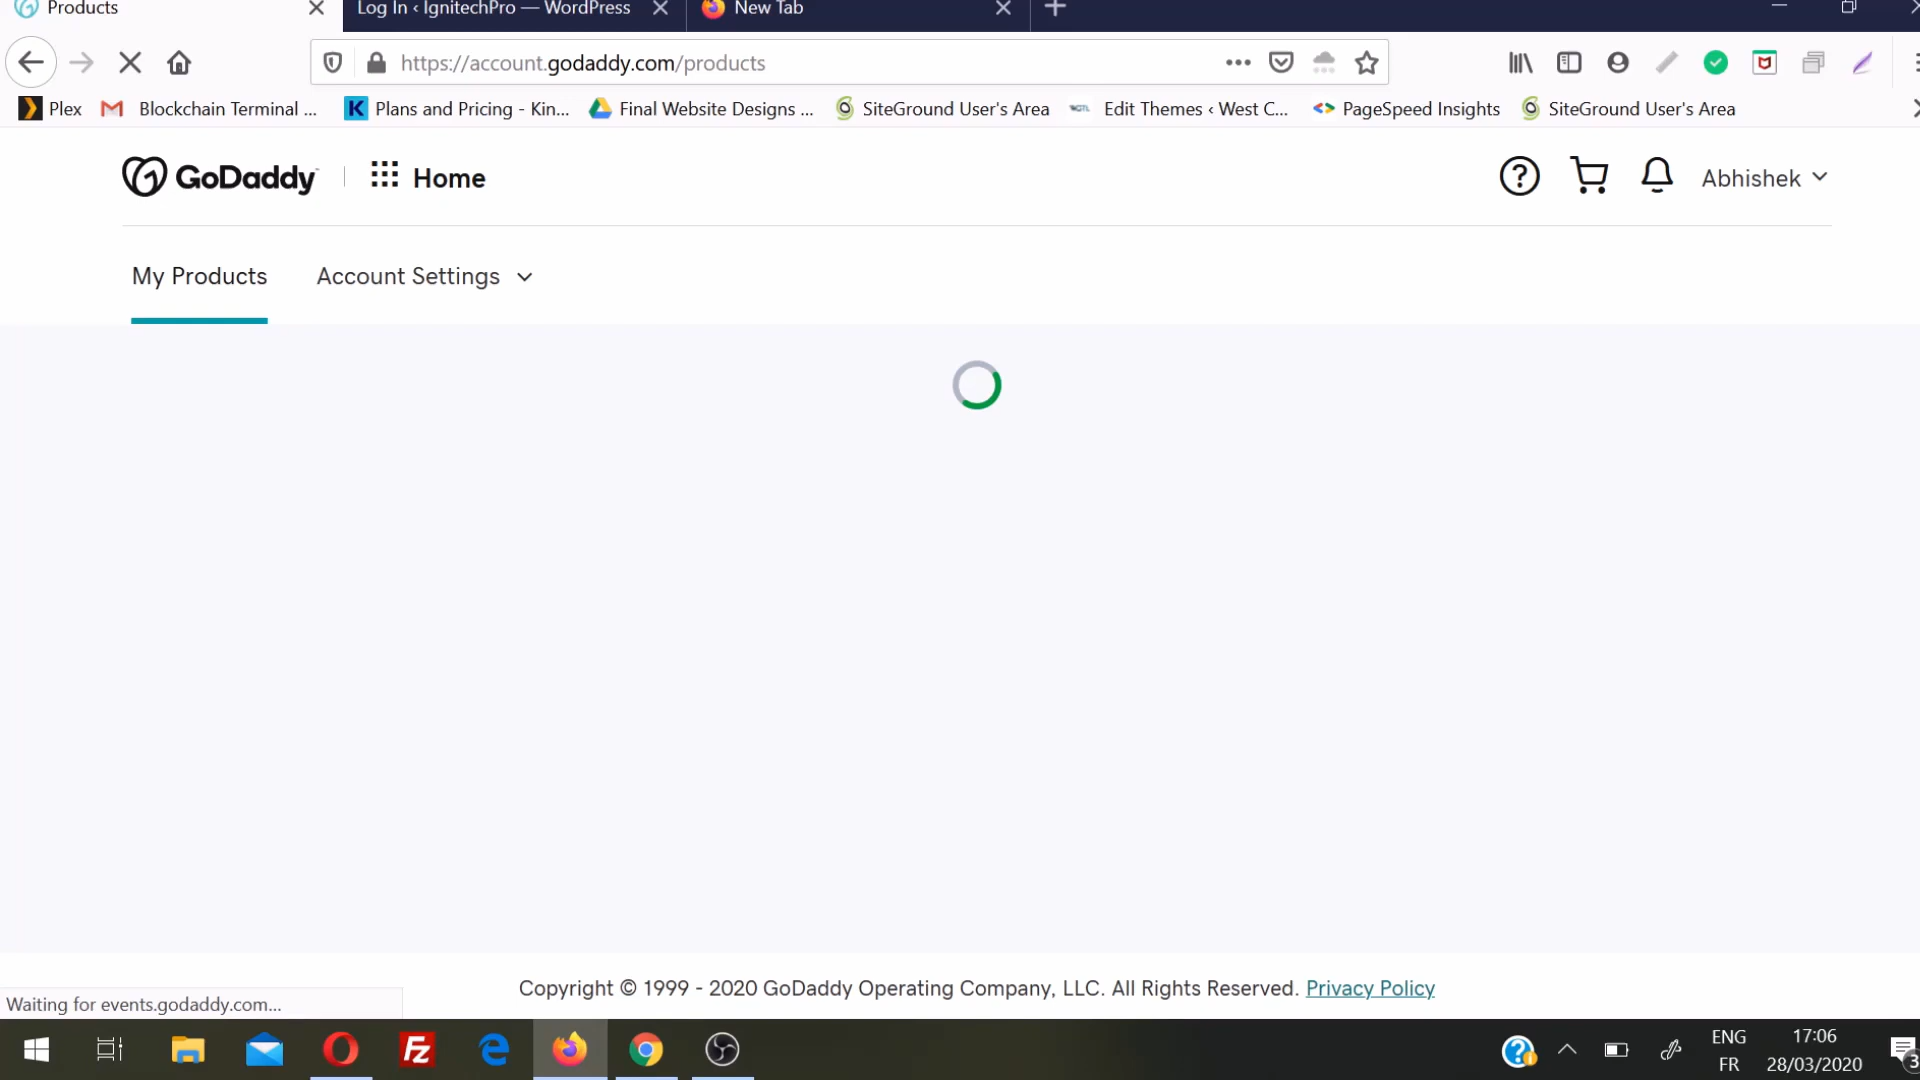 Products
Log In ‹ IgnitechPro — WordPress
New Tab
https://account.godaddy.com/products
Plex
Blockchain Terminal ...
Plans and Pricing - Kin...
Final Website Designs ...
SiteGround User's Area
Edit Themes ‹ West C...
PageSpeed Insights
SiteGround User's Area
GoDaddy
Home
Abhishek
My Products
Account Settings
Copyright © 1999 - 2020 GoDaddy Operating Company, LLC. All Rights Reserved. Privacy Policy
Waiting for events.godaddy.com...
ENG
FR
17:06
28/03/2020
3